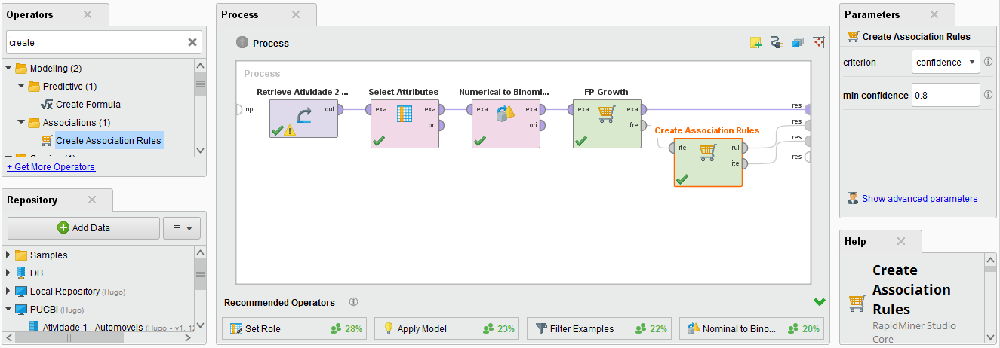 Operators
create
Modeling (2)
Predictive (1)
Create Formula
Associations (1)
Create Association Rules
+ Get More Operators
Repository
Add Data
Samples
DB
Local Repository (Hugo)
PUCBI (Hugo)
Atividade 1 - Automoveis (Hugo - v1, 12
Process
Process
Process
inp
Retrieve Atividade 2 ...
out
Select Attributes
exa exa
ori
Numerical to Binomi...
exa exa
ori
FP-Growth
exa exa
fre
Create Association Rules
ite rul
ite
res
res
res
res
Recommended Operators
Set Role 28%
Apply Model 23%
Filter Examples 22%
Nominal to Bino... 20%
Parameters
Create Association Rules
criterion confidence
min confidence 0.8
Show advanced parameters
Help
Create
Association
Rules
RapidMiner Studio
Core